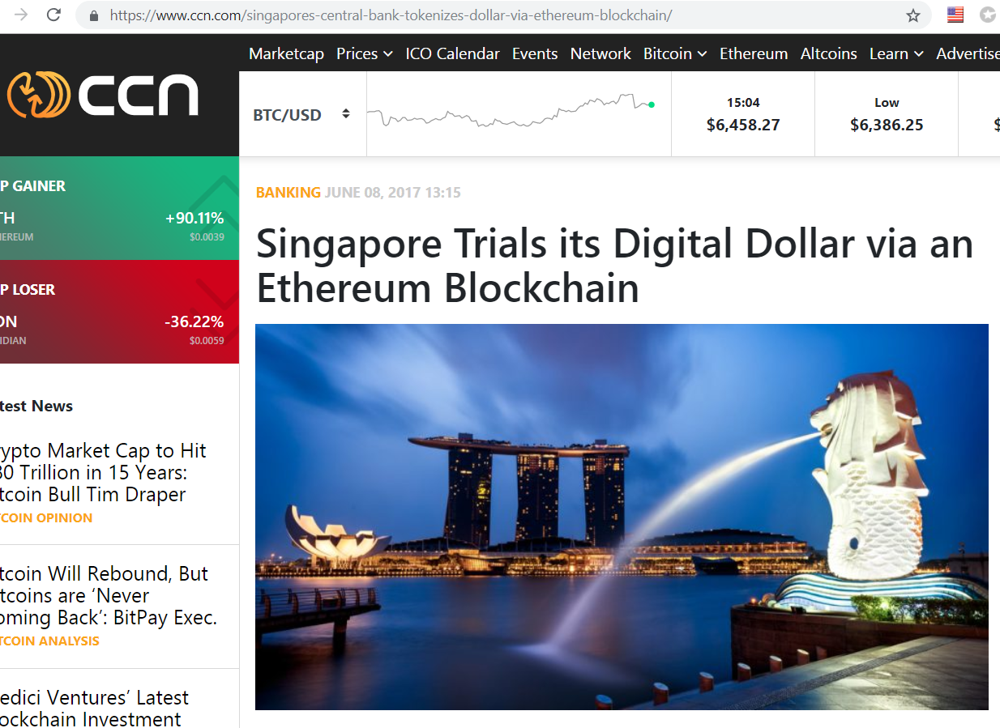 https://www.ccn.com/singapores-central-bank-tokenizes-dollar-via-ethereum-blockchain/
ccn
Marketcap Prices ICO Calendar Events Network Bitcoin Ethereum Altcoins Learn Advertise
BTC/USD
15:04
$6,458.27
Low
$6,386.25
$
P GAINER
TH +90.11%
EREUM $0.0039
P LOSER
ON -36.22%
IDIAN $0.0059
test News
rypto Market Cap to Hit
80 Trillion in 15 Years:
tcoin Bull Tim Draper
TCOIN OPINION
tcoin Will Rebound, But
tcoins are ‘Never
oming Back’: BitPay Exec.
TCOIN ANALYSIS
edici Ventures’ Latest
ockchain Investment
BANKING JUNE 08, 2017 13:15
Singapore Trials its Digital Dollar via an
Ethereum Blockchain